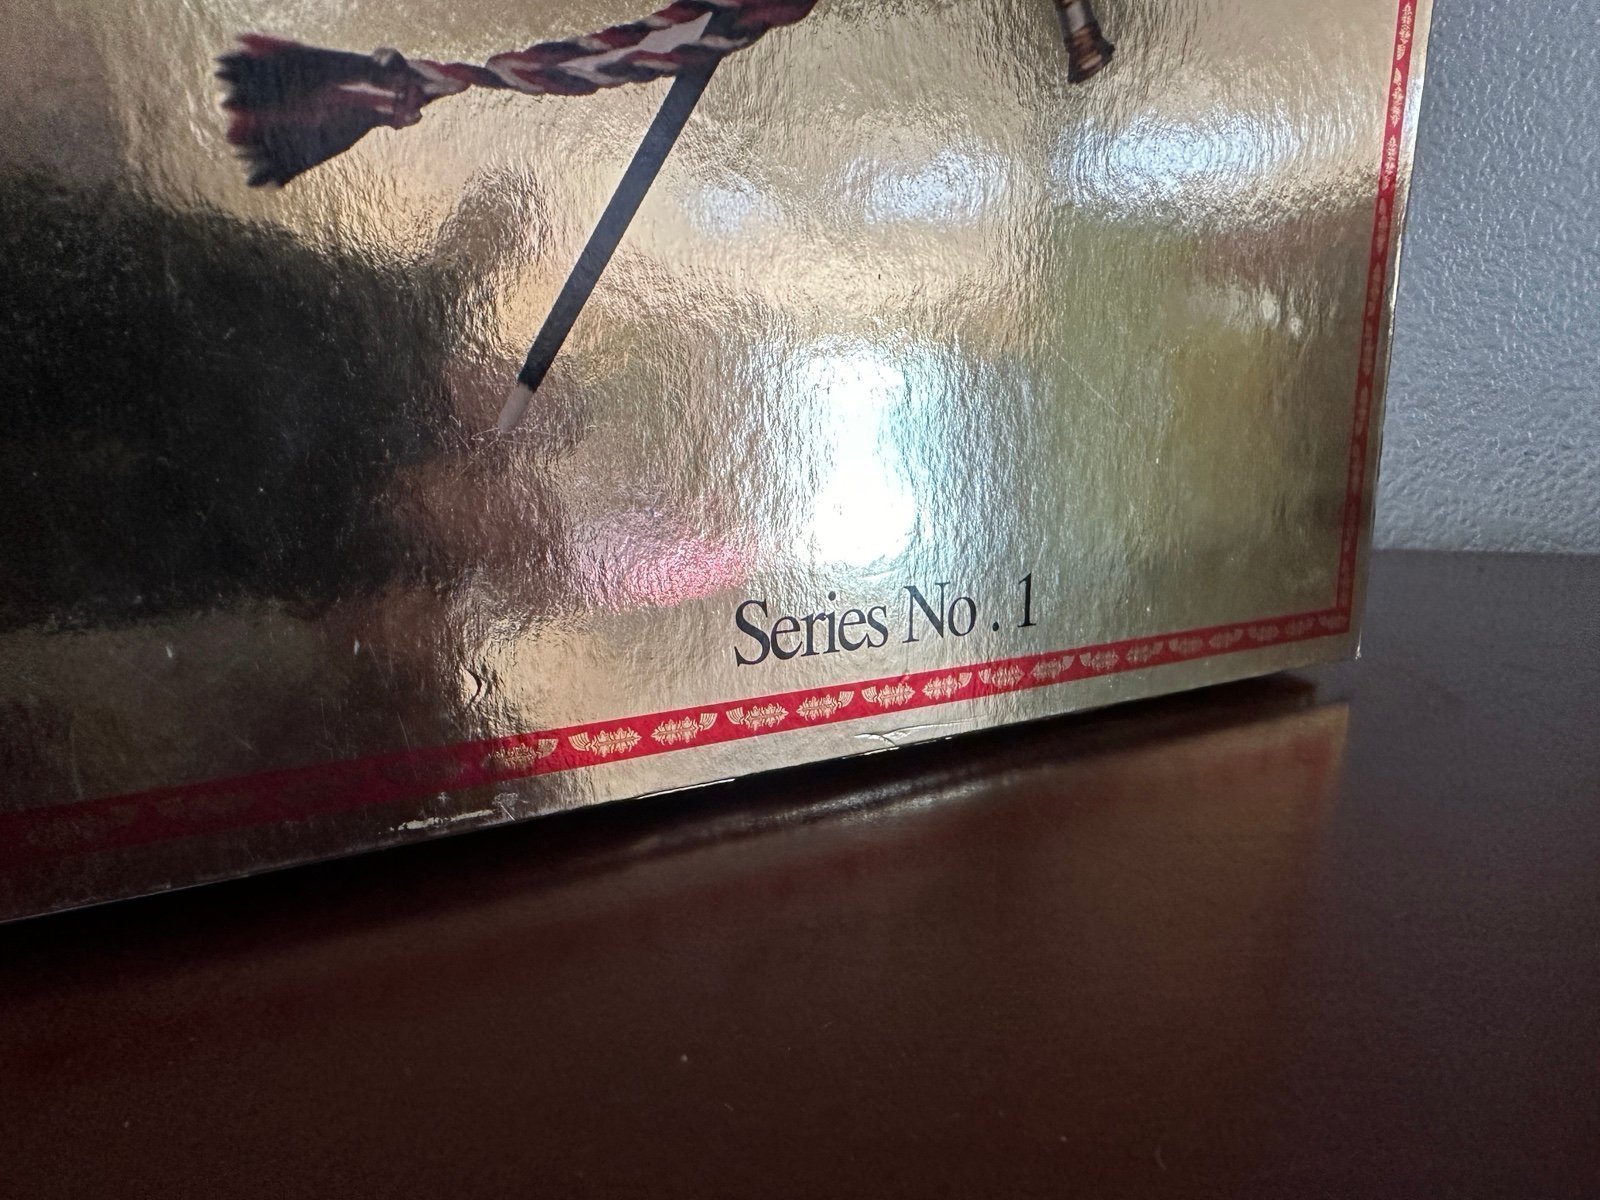 Series No . 1